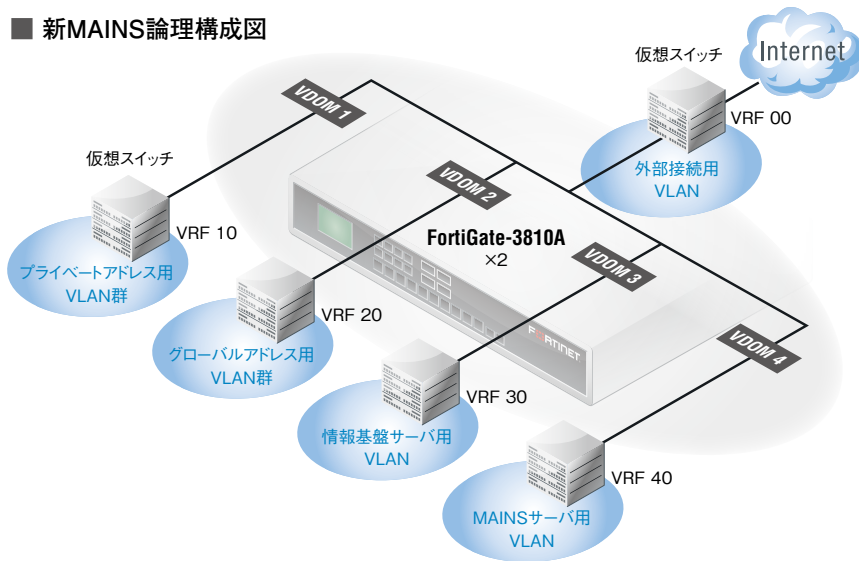 ■ 新MAINS論理構成図
仮想スイッチ
Internet
VRF 00
外部接続用
VLAN
VDOM 1
仮想スイッチ
VRF 10
プライベートアドレス用
VLAN群
VDOM 2
FortiGate-3810A
×2
VRF 20
グローバルアドレス用
VLAN群
VDOM 3
FORTINET
VRF 30
情報基盤サーバ用
VLAN
VDOM 4
VRF 40
MAINSサーバ用
VLAN